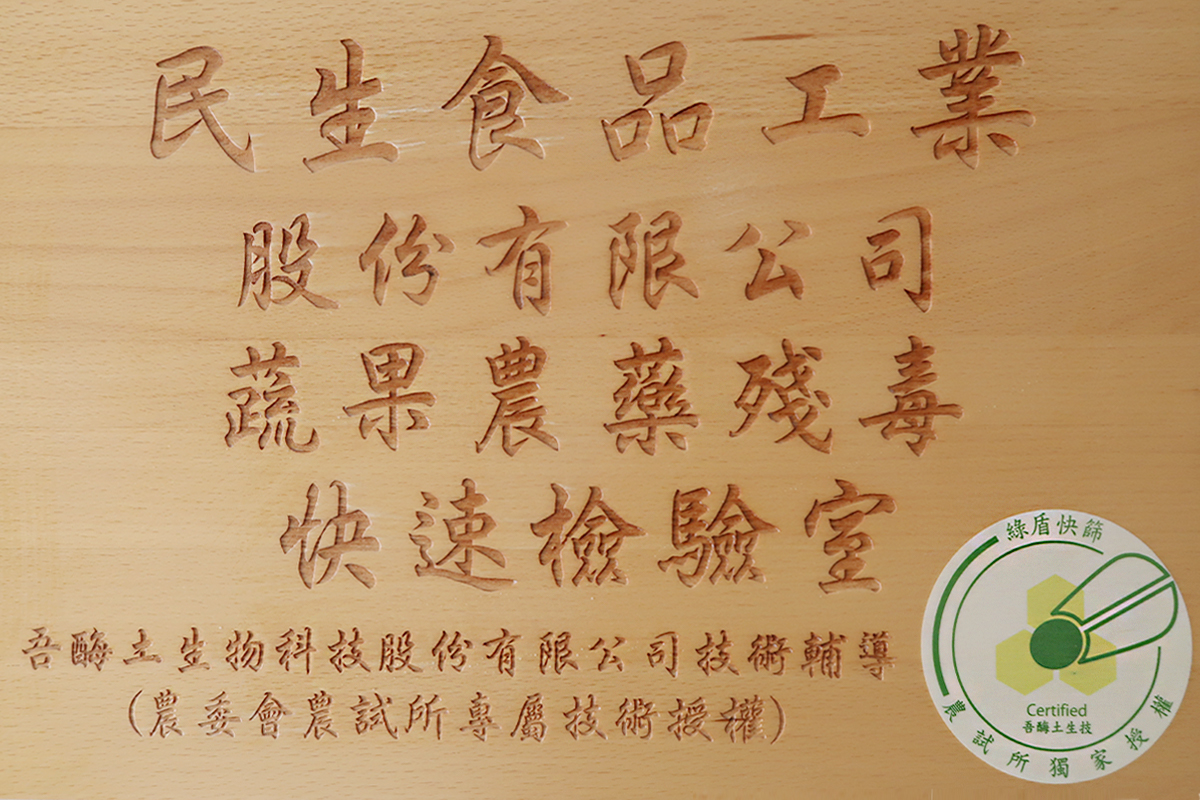 民生食品工業
股份有限公司
蔬果農藥殘毒
快速檢驗室
吾酶土生物科技股份有限公司技術輔導
(農委會農試所專屬技術授權)
綠盾快篩
Certified
吾酶土生技
農試所獨家授權